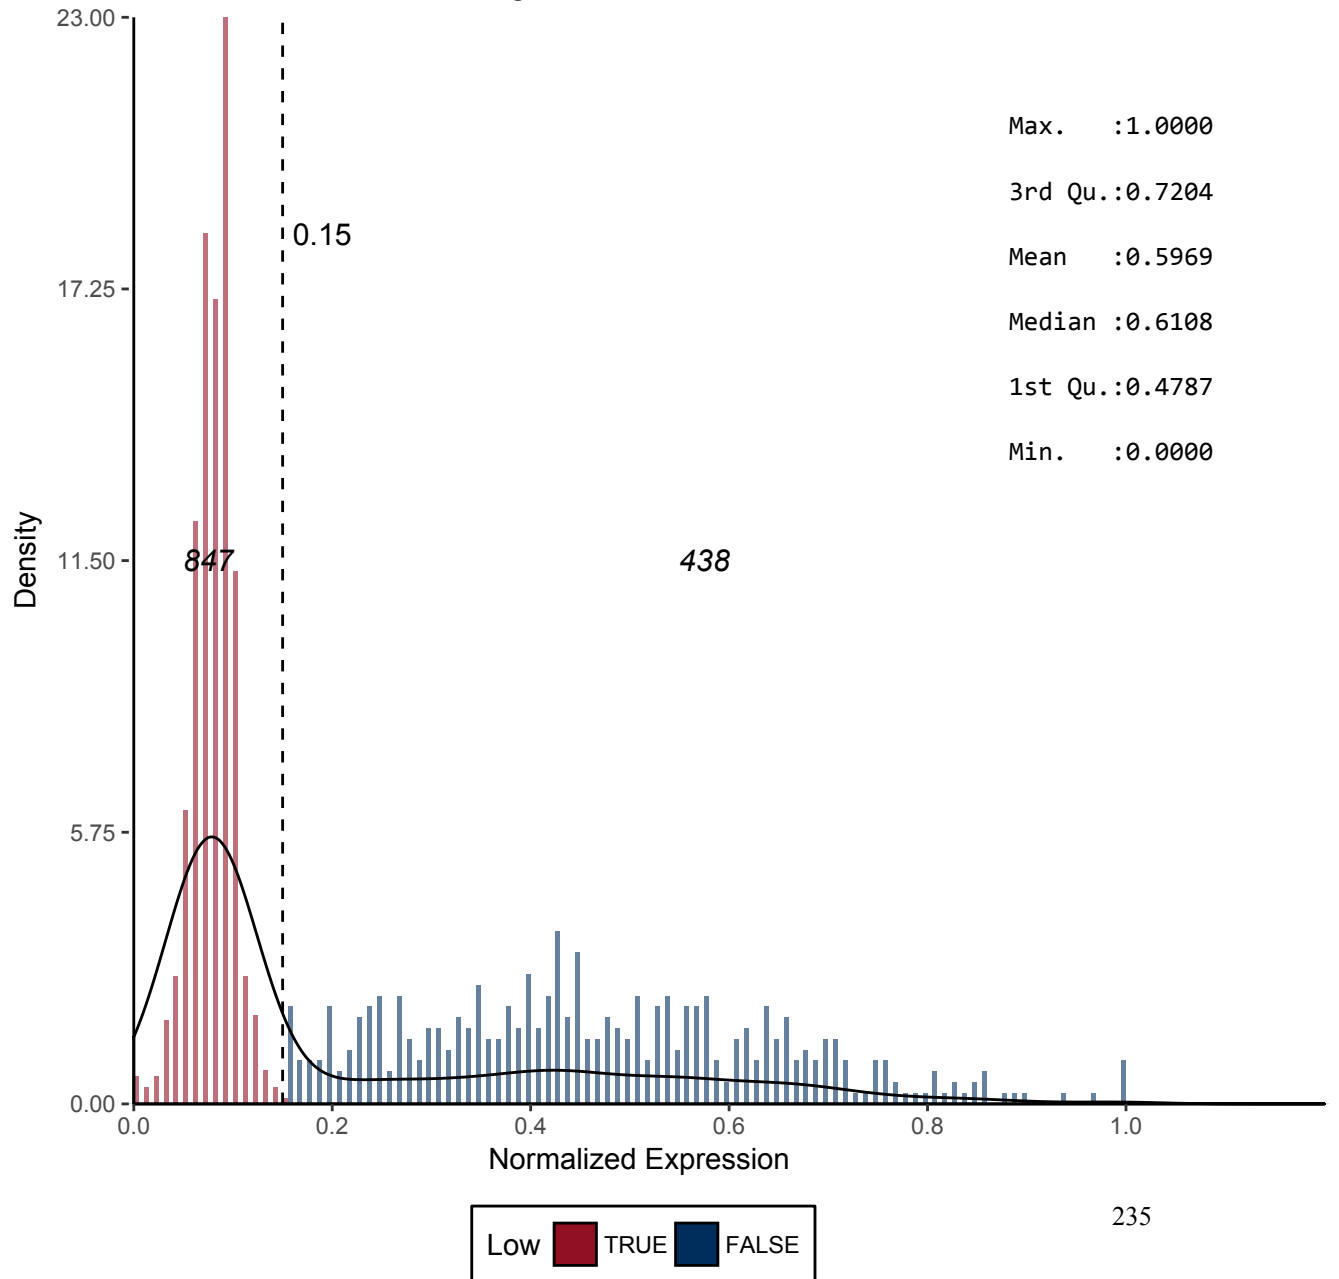 23.00
17.25
11.50
5.75
0.00
Density
0.15
847
438
Max. :1.0000
3rd Qu.:0.7204
Mean :0.5969
Median :0.6108
1st Qu.:0.4787
Min. :0.0000
0.0 0.2 0.4 0.6 0.8 1.0
Normalized Expression
Low TRUE FALSE
235